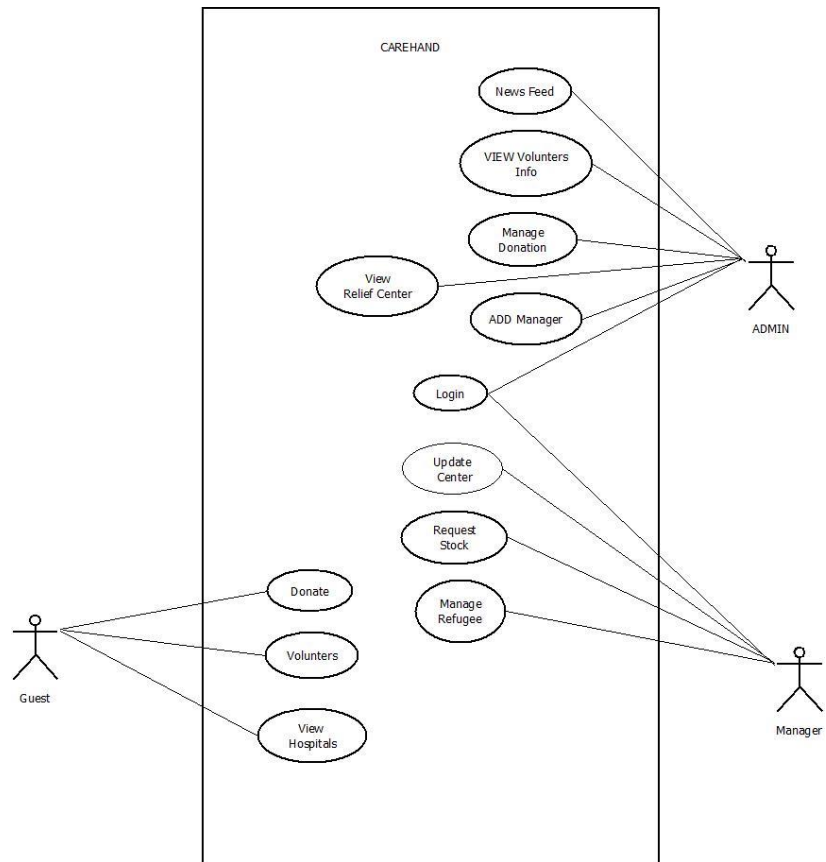 CAREHAND
News Feed
VIEW Volunters
Info
Manage
Donation
View
Relief Center
ADD Manager
ADMIN
Login
Update
Center
Request
Stock
Donate
Manage
Refugee
Volunters
Guest
View
Hospitals
Manager